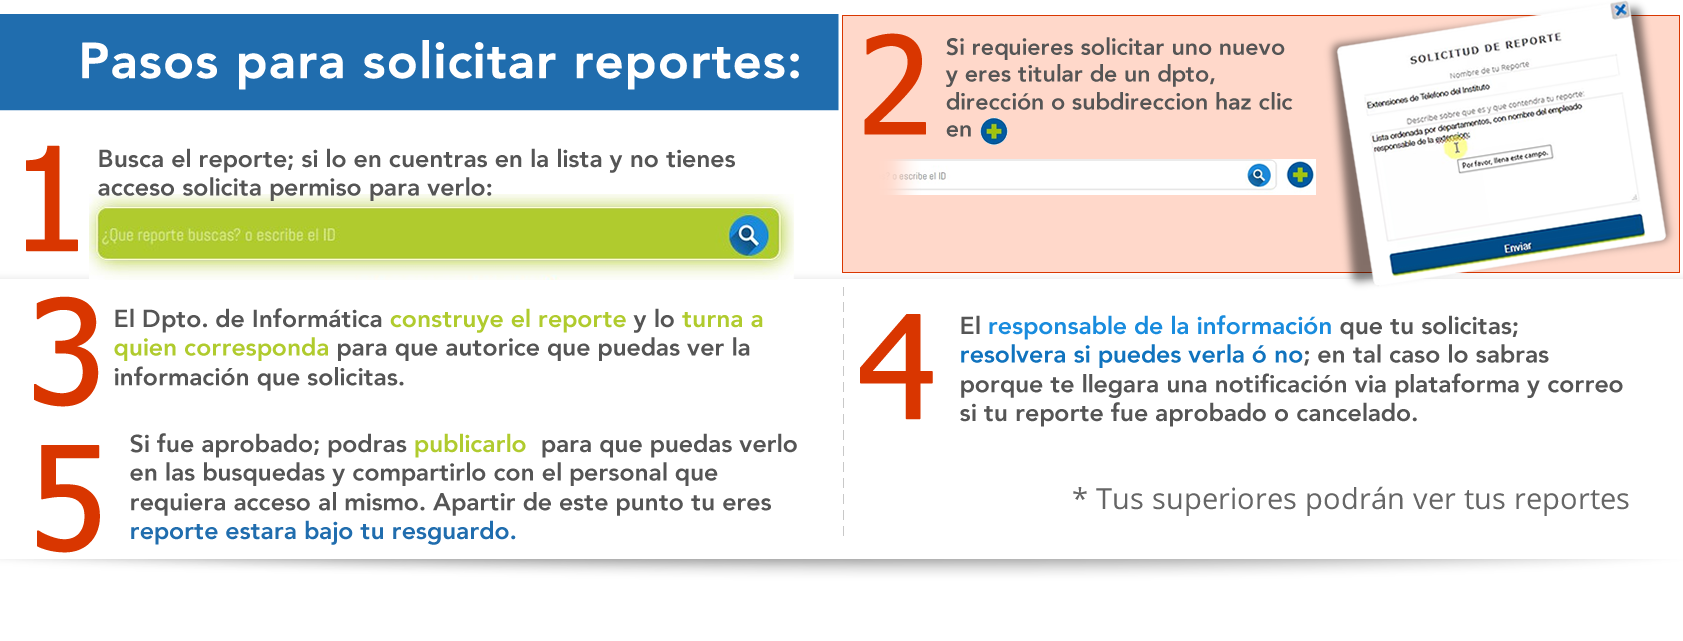 Pasos para solicitar reportes:
1
Busca el reporte; si lo en cuentras en la lista y no tienes
acceso solicita permiso para verlo:
¿Que reporte buscas? o escribe el ID
2
Si requieres solicitar uno nuevo
y eres titular de un dpto,
dirección o subdireccion haz clic
en
escribe el ID
SOLICITUD DE REPORTE
Nombre de tu Reporte
Extensiones de Telefono del Instituto
Describe sobre que es y que contendra tu reporte:
Lista ordenada por departamentos, con nombre del empleado
responsable de la extencion;
Por favor, llena este campo.
Enviar
3
El Dpto. de Informática construye el reporte y lo turna a
quien corresponda para que autorice que puedas ver la
información que solicitas.
4
El responsable de la información que tu solicitas;
resolvera si puedes verla ó no; en tal caso lo sabras
porque te llegara una notificación via plataforma y correo
si tu reporte fue aprobado o cancelado.
5
Si fue aprobado; podras publicarlo para que puedas verlo
en las busquedas y compartirlo con el personal que
requiera acceso al mismo. Apartir de este punto tu eres
reporte estara bajo tu resguardo.
* Tus superiores podrán ver tus reportes